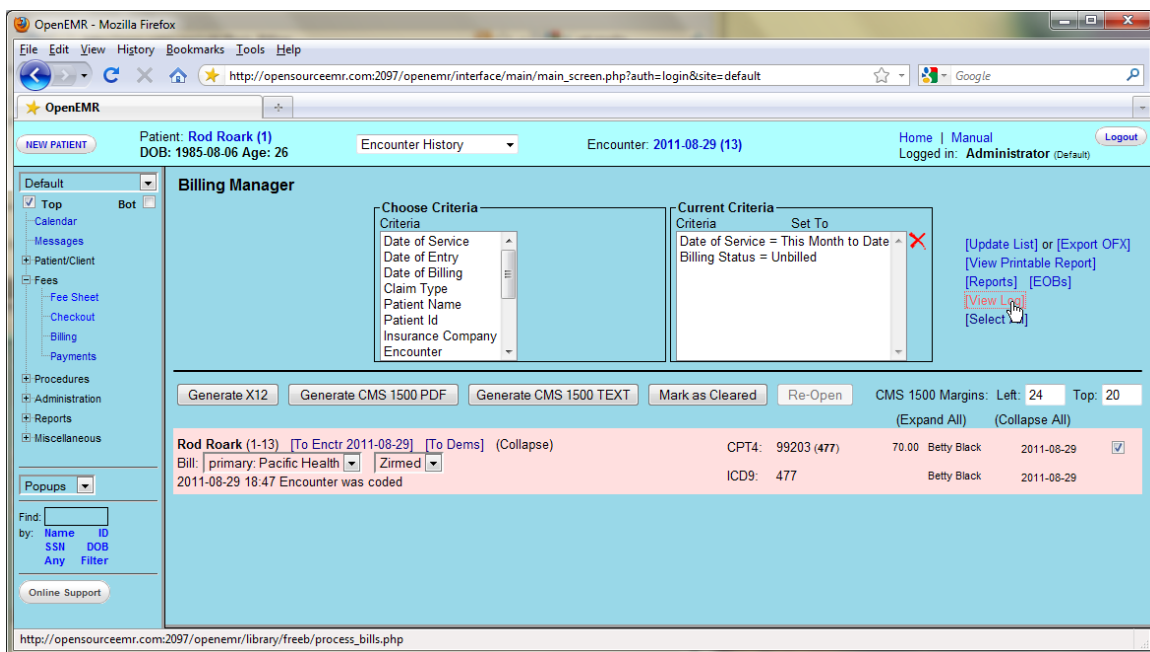 OpenEMR - Mozilla Firefox
File Edit View History Bookmarks Tools Help
http://opensourceemr.com:2097/openemr/interface/main/main_screen.php?auth=login&site=default
Google
OpenEMR
NEW PATIENT
Patient: Rod Roark (1)
DOB: 1985-08-06 Age: 26
Encounter History
Encounter: 2011-08-29 (13)
Home | Manual
Logged in: Administrator (Default)
Logout
Default
Top Bot
Calendar
Messages
Patient/Client
Fees
Fee Sheet
Checkout
Billing
Payments
Procedures
Administration
Reports
Miscellaneous
Popups
Find:
by: Name ID
SSN DOB
Any Filter
Online Support
Billing Manager
Choose Criteria
Criteria
Date of Service
Date of Entry
Date of Billing
Claim Type
Patient Name
Patient Id
Insurance Company
Encounter
Current Criteria
Criteria Set To
Date of Service = This Month to Date
Billing Status = Unbilled
[Update List] or [Export OFX]
[View Printable Report]
[Reports] [EOBs]
[View Log]
[Select
Generate X12 Generate CMS 1500 PDF Generate CMS 1500 TEXT Mark as Cleared Re-Open CMS 1500 Margins: Left: 24 Top: 20
(Expand All) (Collapse All)
Rod Roark (1-13) [To Enctr 2011-08-29] [To Dems] (Collapse) CPT4: 99203 (477) 70.00 Betty Black 2011-08-29
Bill: primary: Pacific Health Zirmed
ICD9: 477 Betty Black 2011-08-29
2011-08-29 18:47 Encounter was coded
http://opensourceemr.com:2097/openemr/library/freeb/process_bills.php